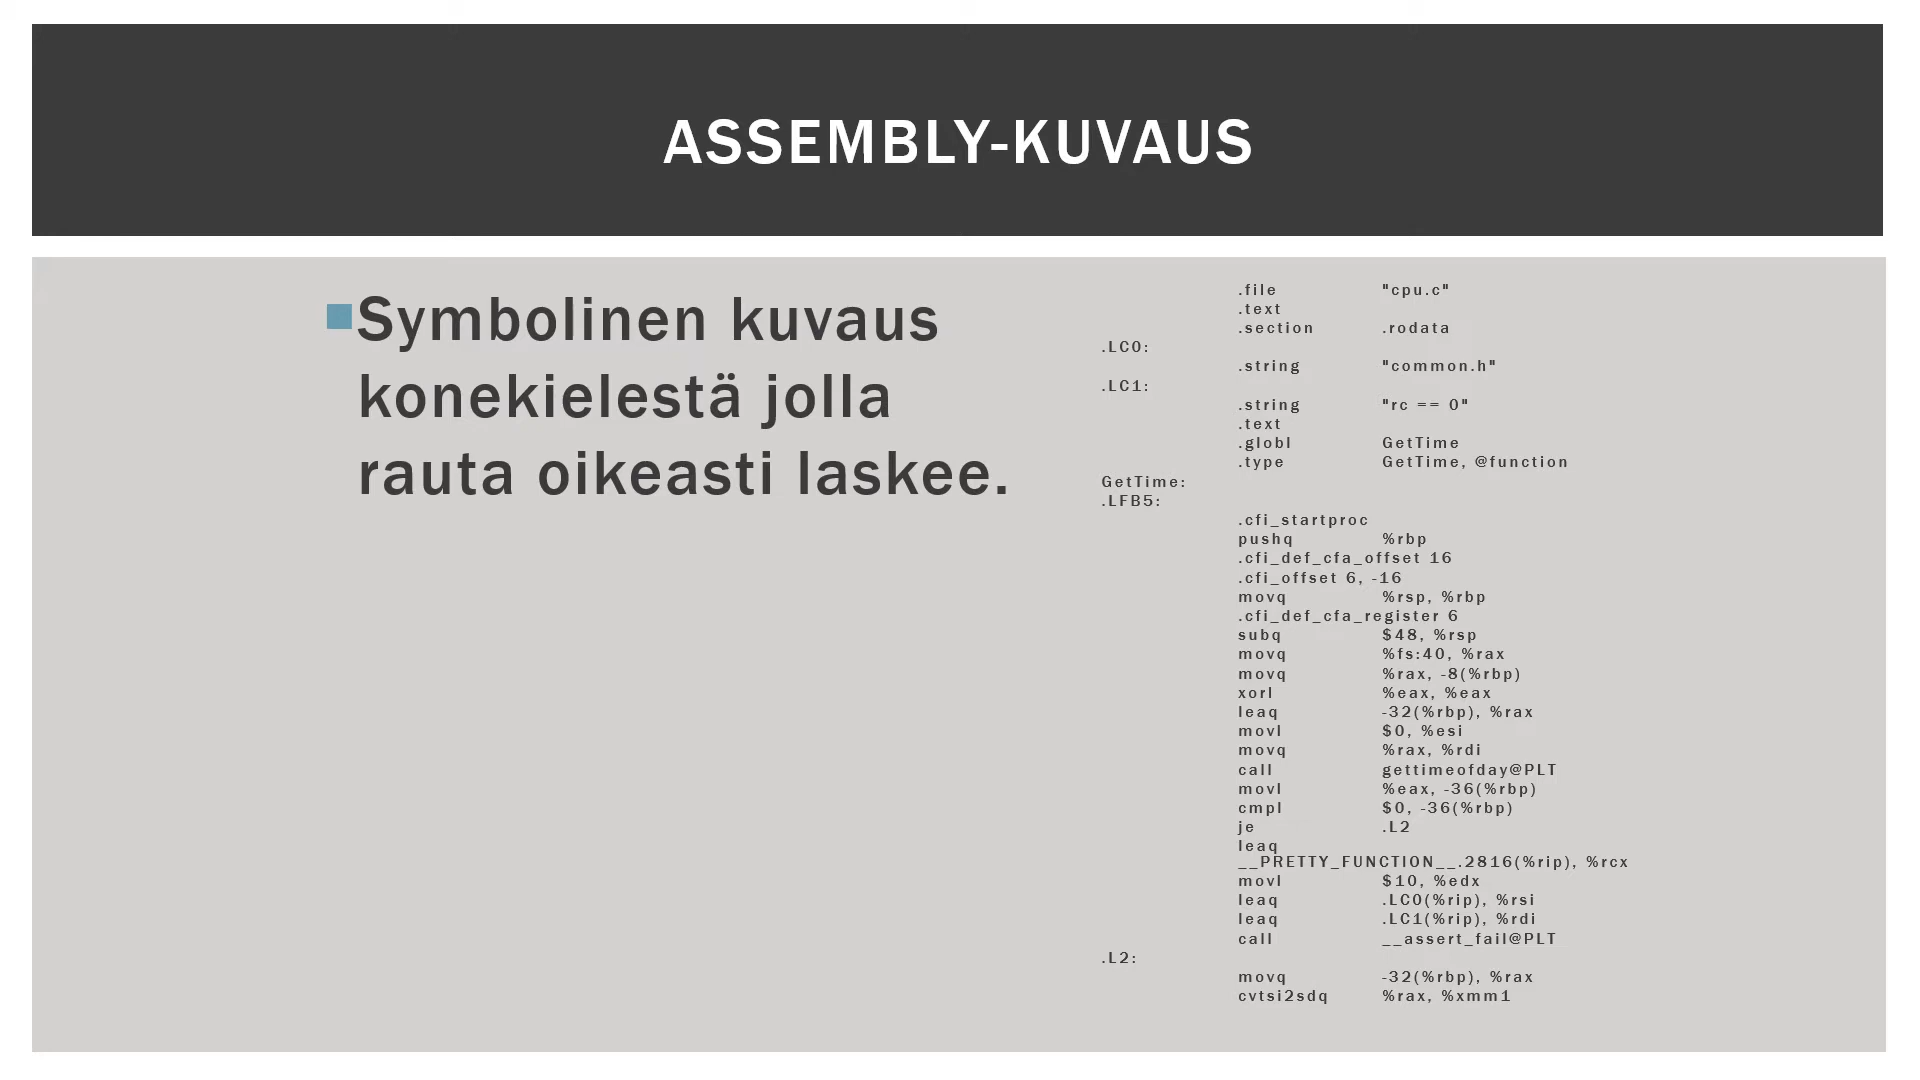 ASSEMBLY-KUVAUS
Symbolinen kuvaus
konekielestä jolla
rauta oikeasti laskee.
.file "cpu.c"
.text
.section .rodata
.LC0:
.string "common.h"
.LC1:
.string "rc == 0"
.text
.globl GetTime
.type GetTime, @function
GetTime:
.LFB5:
.cfi_startproc
pushq %rbp
.cfi_def_cfa_offset 16
.cfi_offset 6, -16
movq %rsp, %rbp
.cfi_def_cfa_register 6
subq $48, %rsp
movq %fs:40, %rax
movq %rax, -8(%rbp)
xorl %eax, %eax
leaq -32(%rbp), %rax
movl $0, %esi
movq %rax, %rdi
call gettimeofday@PLT
movl %eax, -36(%rbp)
cmpl $0, -36(%rbp)
je .L2
leaq
__PRETTY_FUNCTION__.2816(%rip), %rcx
movl $10, %edx
leaq .LC0(%rip), %rsi
leaq .LC1(%rip), %rdi
call __assert_fail@PLT
.L2:
movq -32(%rbp), %rax
cvtsi2sdq %rax, %xmm1